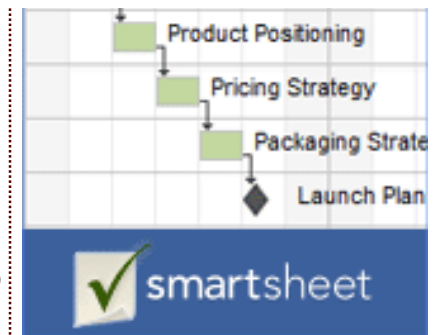 Product Positioning
Pricing Strategy
Packaging Strate
Launch Plan
smartsheet